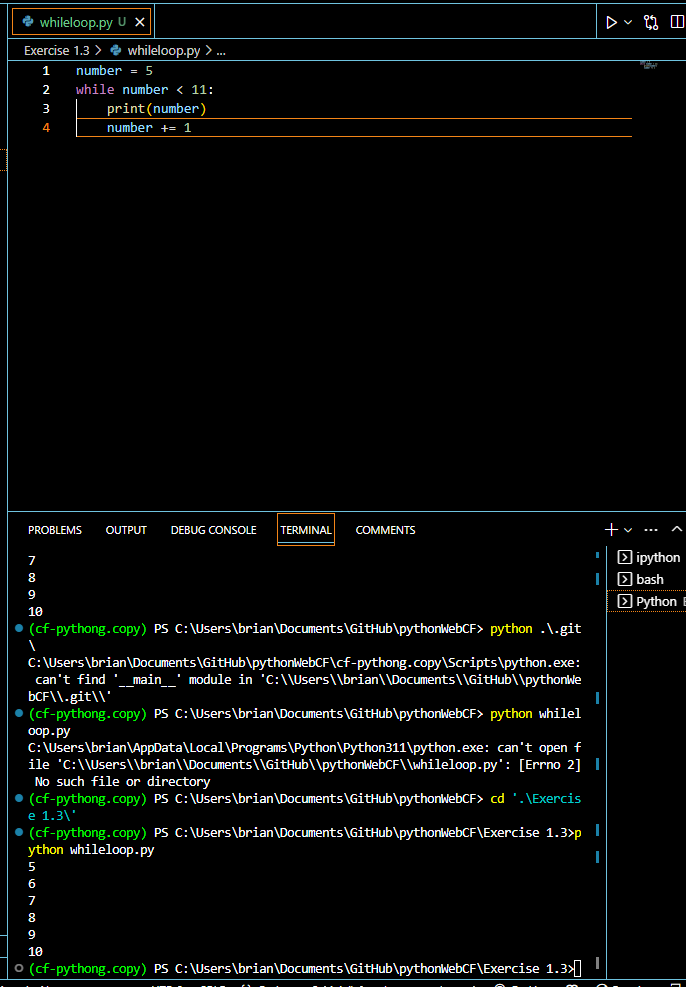 whileloop.py U
Exercise 1.3 > whileloop.py > ...
1 number = 5
2 while number < 11:
3 print(number)
4 number += 1
PROBLEMS OUTPUT DEBUG CONSOLE TERMINAL COMMENTS
ipython
bash
Python
7
8
9
10
(cf-pythong.copy) PS C:\Users\brian\Documents\GitHub\pythonWebCF> python .\.git
\
C:\Users\brian\Documents\GitHub\pythonWebCF\cf-pythong.copy\Scripts\python.exe:
can't find '__main__' module in 'C:\\Users\\brian\\Documents\\GitHub\\pythonWe
bCF\\.git\\'
(cf-pythong.copy) PS C:\Users\brian\Documents\GitHub\pythonWebCF> python whilel
oop.py
C:\Users\brian\AppData\Local\Programs\Python\Python311\python.exe: can't open f
ile 'C:\\Users\\brian\\Documents\\GitHub\\pythonWebCF\\whileloop.py': [Errno 2]
No such file or directory
(cf-pythong.copy) PS C:\Users\brian\Documents\GitHub\pythonWebCF> cd '.\Exercis
e 1.3\'
(cf-pythong.copy) PS C:\Users\brian\Documents\GitHub\pythonWebCF\Exercise 1.3>p
ython whileloop.py
5
6
7
8
9
10
(cf-pythong.copy) PS C:\Users\brian\Documents\GitHub\pythonWebCF\Exercise 1.3>